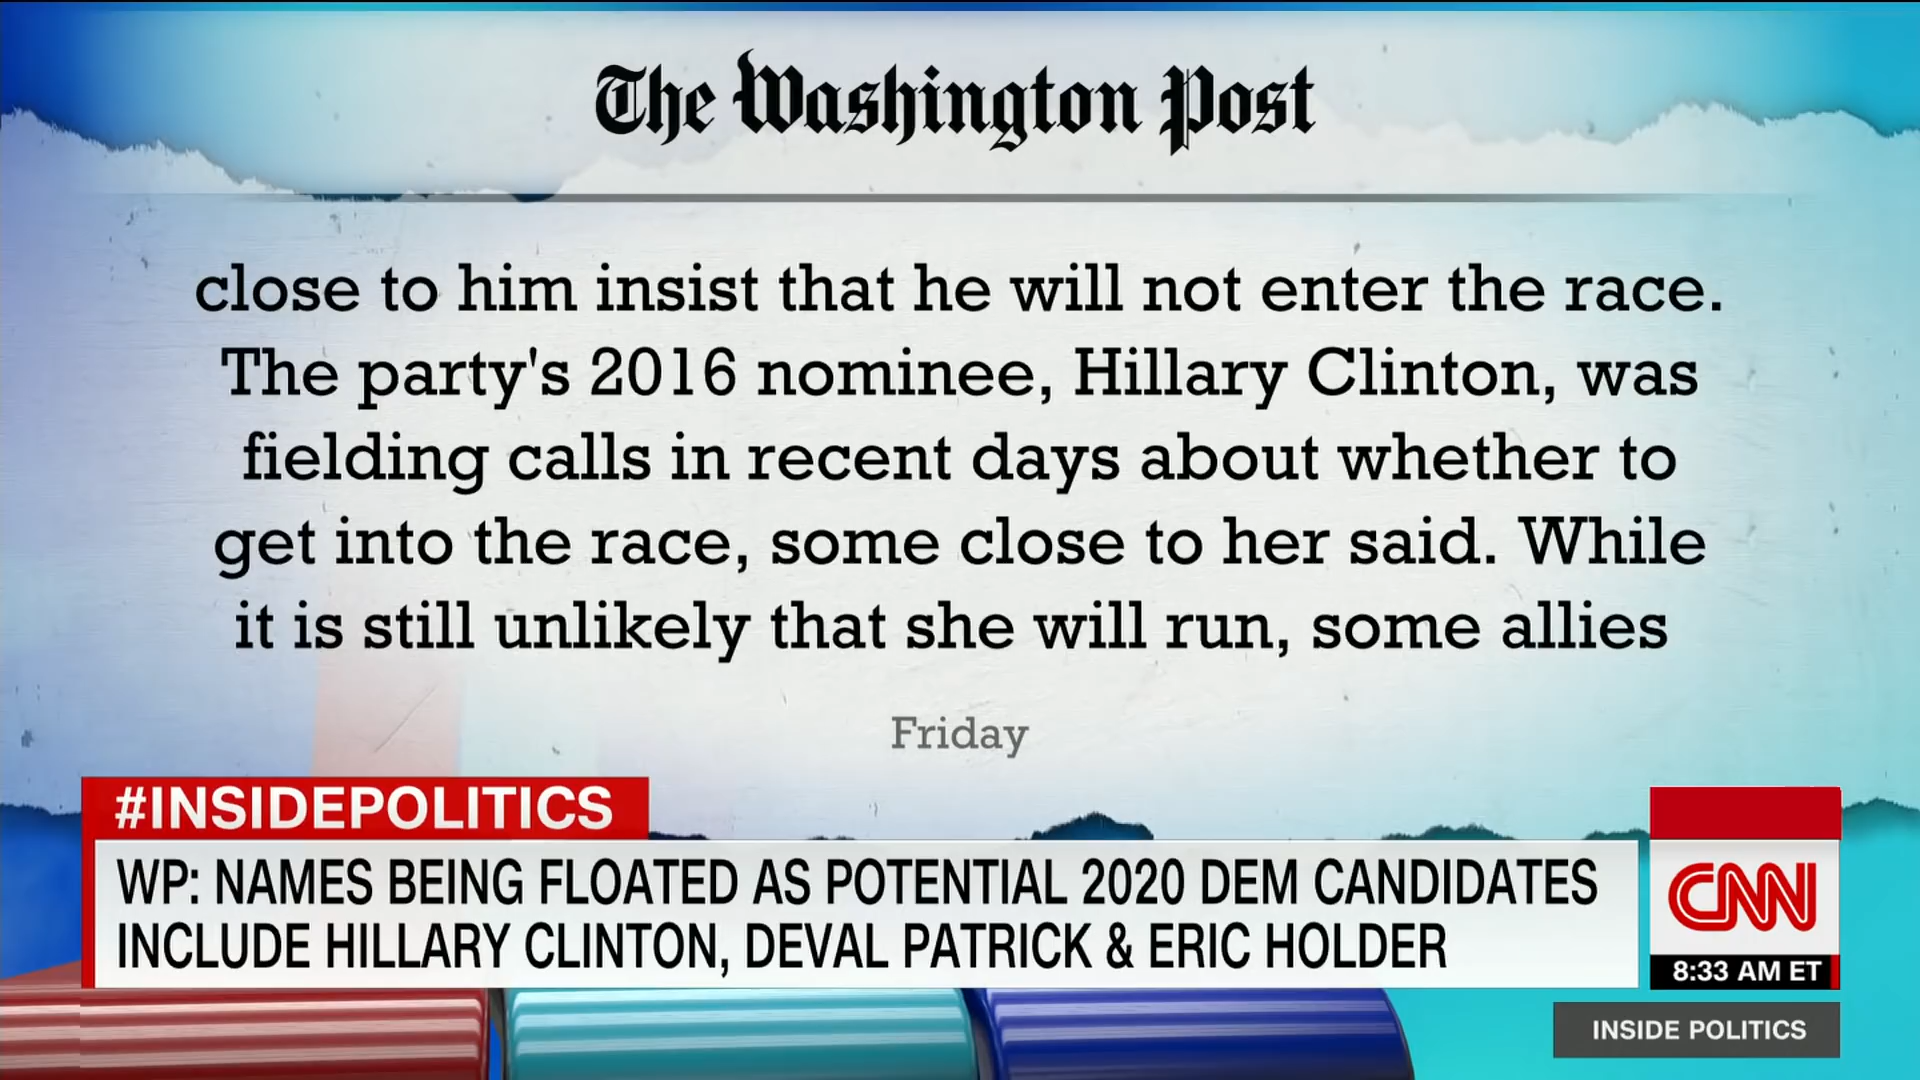 The Washington Post
close to him insist that he will not enter the race.
The party's 2016 nominee, Hillary Clinton, was
fielding calls in recent days about whether to
get into the race, some close to her said. While
it is still unlikely that she will run, some allies
Friday
#INSIDEPOLITICS
WP: NAMES BEING FLOATED AS POTENTIAL 2020 DEM CANDIDATES
INCLUDE HILLARY CLINTON, DEVAL PATRICK & ERIC HOLDER
CNN
8:33 AM ET
INSIDE POLITICS